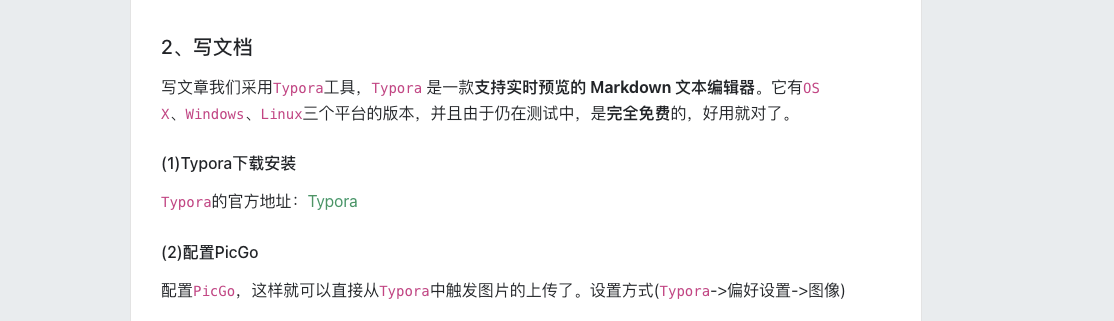 2、写文档
写文章我们采用Typora工具，Typora 是一款支持实时预览的 Markdown 文本编辑器。它有OS
X、Windows、Linux三个平台的版本，并且由于仍在测试中，是完全免费的，好用就对了。
(1)Typora下载安装
Typora的官方地址：Typora
(2)配置PicGo
配置PicGo，这样就可以直接从Typora中触发图片的上传了。设置方式(Typora->偏好设置->图像)